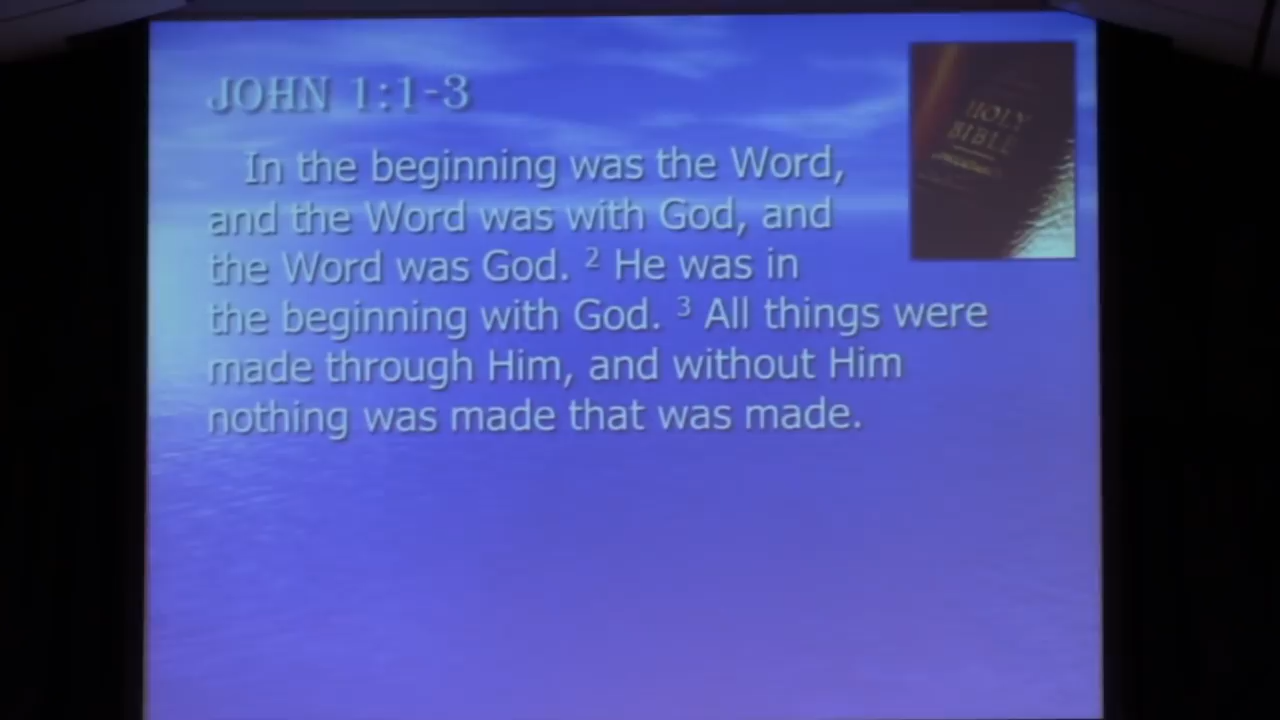 JOHN 1:1-3
HOLY
BIBLE
In the beginning was the Word,
and the Word was with God, and
the Word was God. ² He was in
the beginning with God. ³ All things were
made through Him, and without Him
nothing was made that was made.